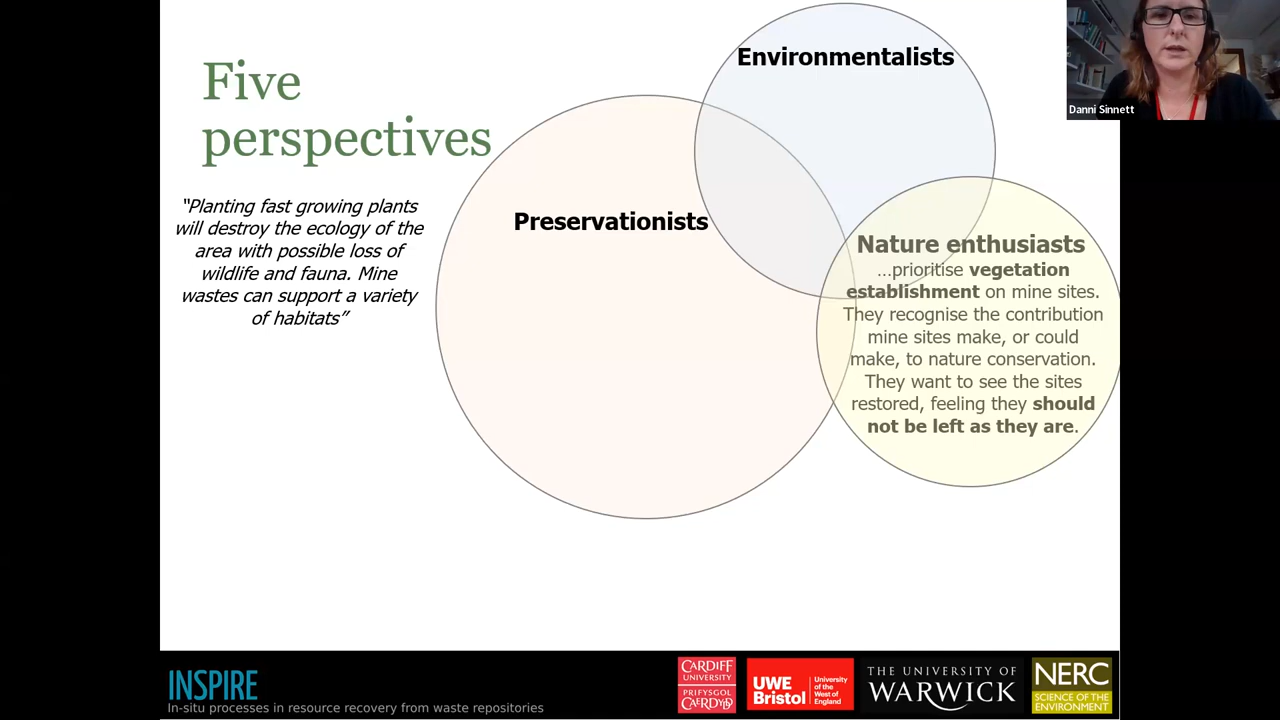 Five
perspectives
“Planting fast growing plants
will destroy the ecology of the
area with possible loss of
wildlife and fauna. Mine
wastes can support a variety
of habitats”
Environmentalists
Preservationists
Nature enthusiasts
…prioritise vegetation
establishment on mine sites.
They recognise the contribution
mine sites make, or could
make, to nature conservation.
They want to see the sites
restored, feeling they should
not be left as they are.
Danni Sinnett
INSPIRE
In-situ processes in resource recovery from waste repositories
CARDIFF
UNIVERSITY
PRIFYSGOL
CAERDYDD
UWE
Bristol
University
of the
West of
England
THE UNIVERSITY OF
WARWICK
NERC
SCIENCE OF THE
ENVIRONMENT